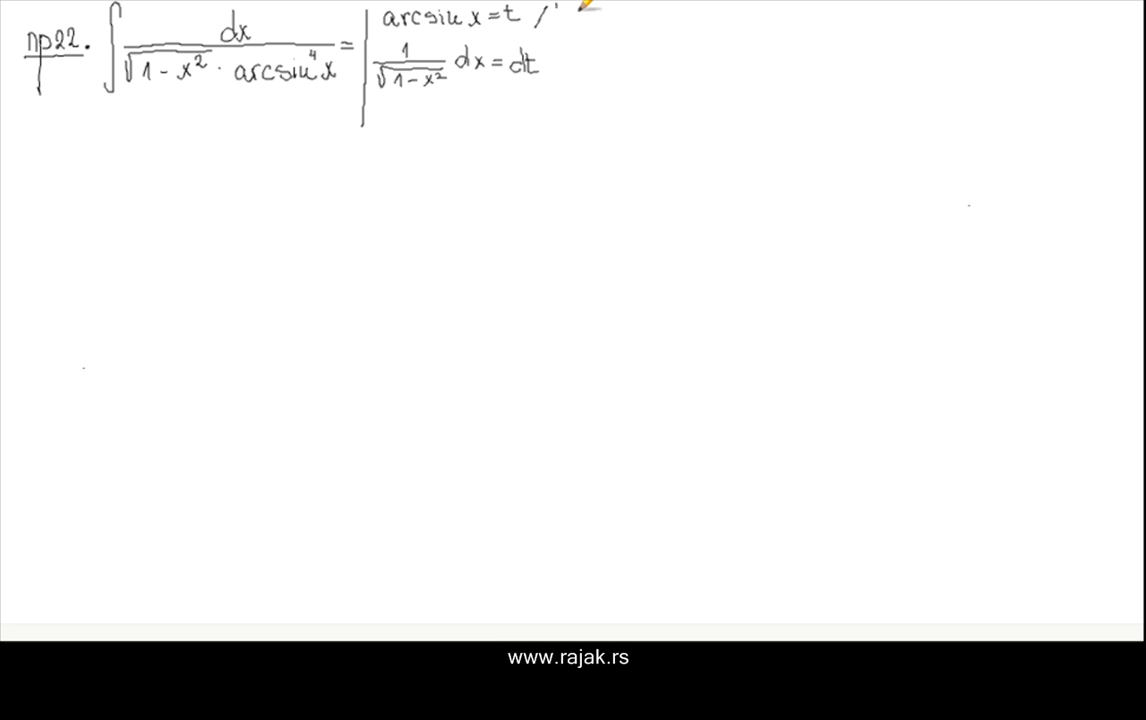 пр22. ∫ dx / (√(1-x²) · arcsin⁴x) = | arcsin x = t /'
1/√(1-x²) dx = dt
www.rajak.rs